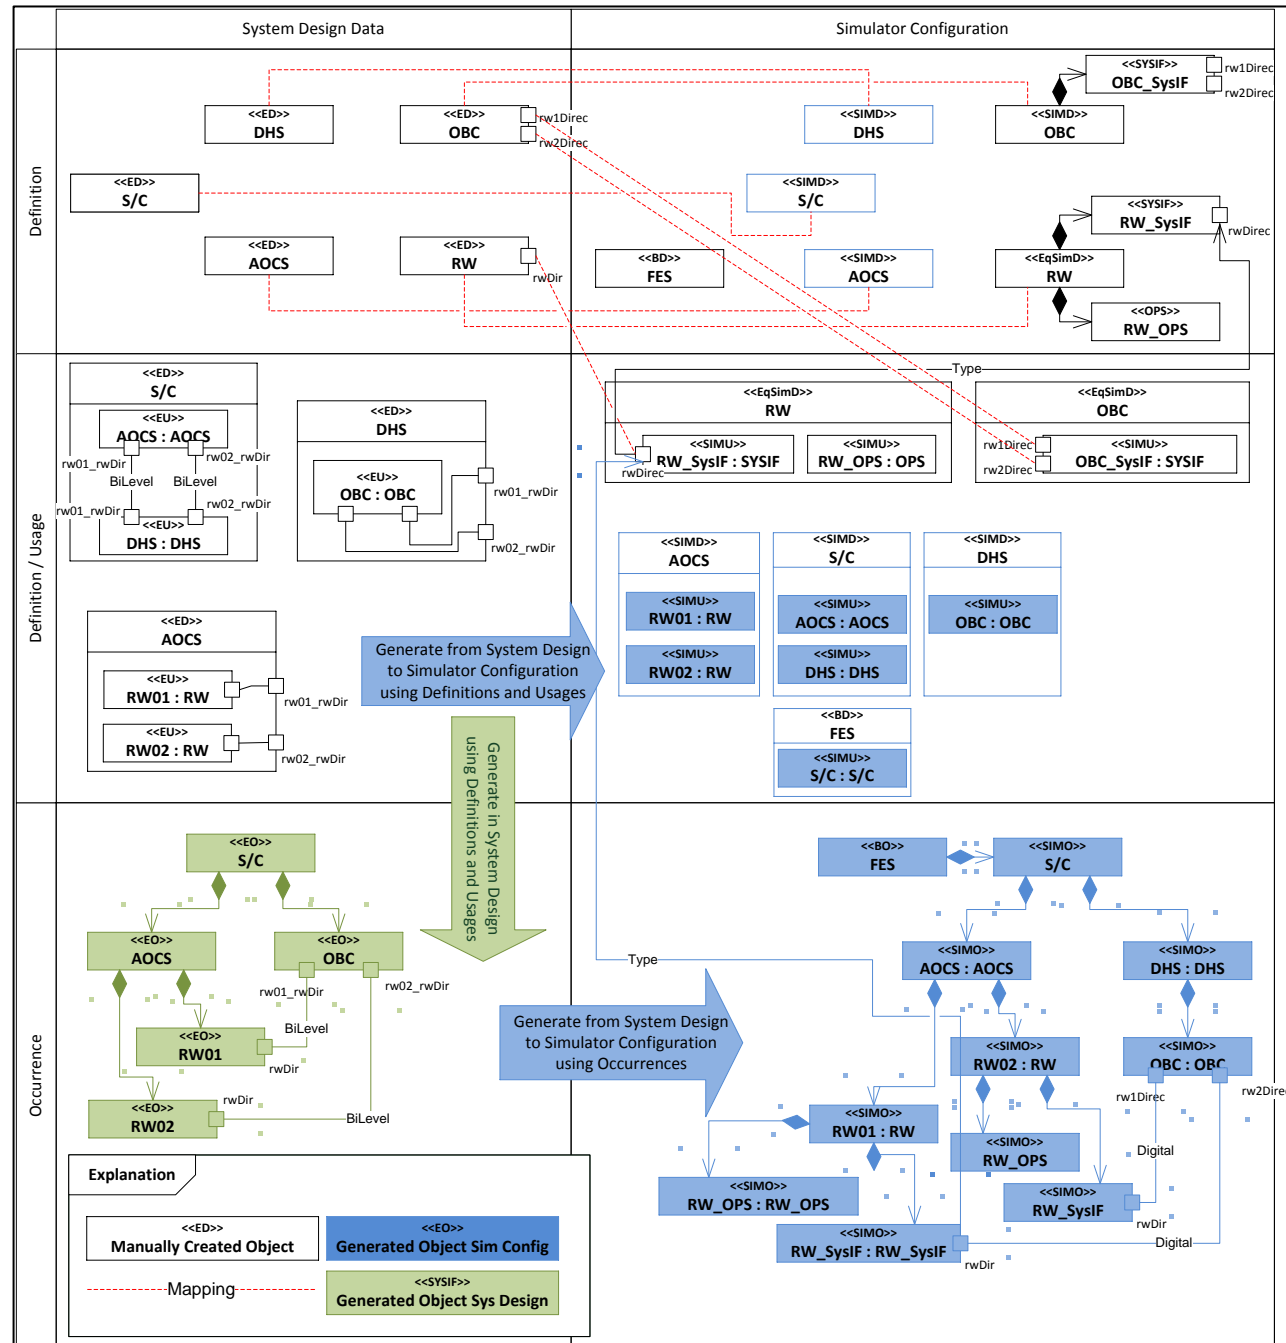 System Design Data
Simulator Configuration
Definition
<<ED>>
DHS
<<ED>>
OBC
rw1Direc
rw2Direc
<<SIMD>>
DHS
<<SIMD>>
OBC
<<SYSIF>>
OBC_SysIF
rw1Direc
rw2Direc
<<ED>>
S/C
<<SIMD>>
S/C
<<SYSIF>>
RW_SysIF
rwDirec
<<ED>>
AOCS
<<ED>>
RW
rwDir
<<BD>>
FES
<<SIMD>>
AOCS
<<EqSimD>>
RW
<<OPS>>
RW_OPS
Definition / Usage
Type
<<ED>>
S/C
<<EU>>
AOCS : AOCS
rw01_rwDir
rw02_rwDir
BiLevel
BiLevel
rw01_rwDir
rw02_rwDir
<<EU>>
DHS : DHS
<<ED>>
DHS
<<EU>>
OBC : OBC
rw01_rwDir
rw02_rwDir
<<EqSimD>>
RW
<<SIMU>>
RW_SysIF : SYSIF
rwDirec
<<SIMU>>
RW_OPS : OPS
<<EqSimD>>
OBC
rw1Direc
rw2Direc
<<SIMU>>
OBC_SysIF : SYSIF
<<ED>>
AOCS
<<EU>>
RW01 : RW
rw01_rwDir
<<EU>>
RW02 : RW
rw02_rwDir
Generate from System Design
to Simulator Configuration
using Definitions and Usages
<<SIMD>>
AOCS
<<SIMU>>
RW01 : RW
<<SIMU>>
RW02 : RW
<<SIMD>>
S/C
<<SIMU>>
AOCS : AOCS
<<SIMU>>
DHS : DHS
<<SIMD>>
DHS
<<SIMU>>
OBC : OBC
<<BD>>
FES
<<SIMU>>
S/C : S/C
Generate in System Design
using Definitions and Usages
Occurrence
<<EO>>
S/C
<<EO>>
AOCS
<<EO>>
OBC
rw01_rwDir
rw02_rwDir
BiLevel
<<EO>>
RW01
rwDir
<<EO>>
RW02
rwDir
BiLevel
Type
Generate from System Design
to Simulator Configuration
using Occurrences
<<BO>>
FES
<<SIMO>>
S/C
<<SIMO>>
AOCS : AOCS
<<SIMO>>
DHS : DHS
<<SIMO>>
RW02 : RW
<<SIMO>>
OBC : OBC
rw1Direc
rw2Direc
<<SIMO>>
RW01 : RW
<<SIMO>>
RW_OPS
Digital
<<SIMO>>
RW_OPS : RW_OPS
<<SIMO>>
RW_SysIF
rwDir
<<SIMO>>
RW_SysIF : RW_SysIF
rwDir
Digital
Explanation
<<ED>>
Manually Created Object
<<EO>>
Generated Object Sim Config
Mapping
<<SYSIF>>
Generated Object Sys Design